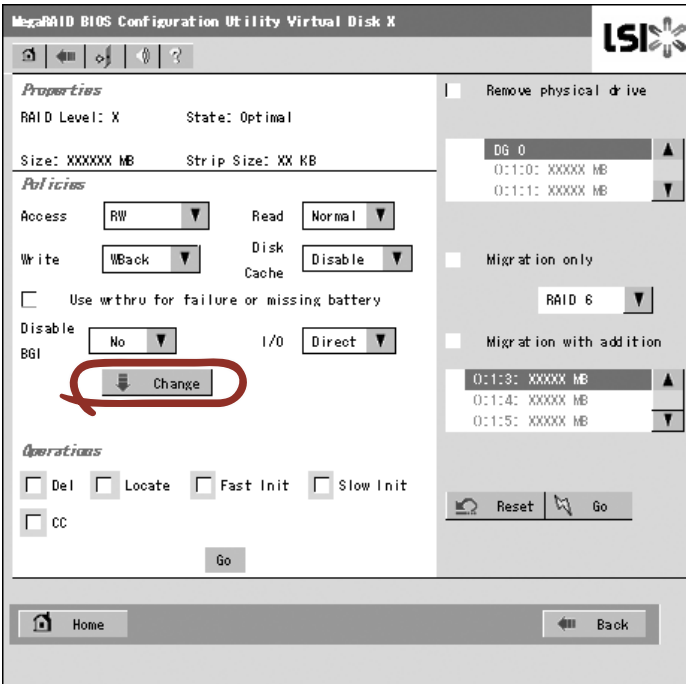 MegaRAID BIOS Configuration Utility Virtual Disk X
LSI
Properties
RAID Level: X State: Optimal
Size: XXXXXX MB Strip Size: XX KB
Policies
Access RW Read Normal
Write WBack Disk Cache Disable
Use wrthru for failure or missing battery
Disable BGI No I/O Direct
Change
Operations
Del Locate Fast Init Slow Init
CC
Go
Remove physical drive
DG 0
0:1:0: XXXXX MB
0:1:1: XXXXX MB
Migration only
RAID 6
Migration with addition
0:1:3: XXXXX MB
0:1:4: XXXXX MB
0:1:5: XXXXX MB
Reset Go
Home Back